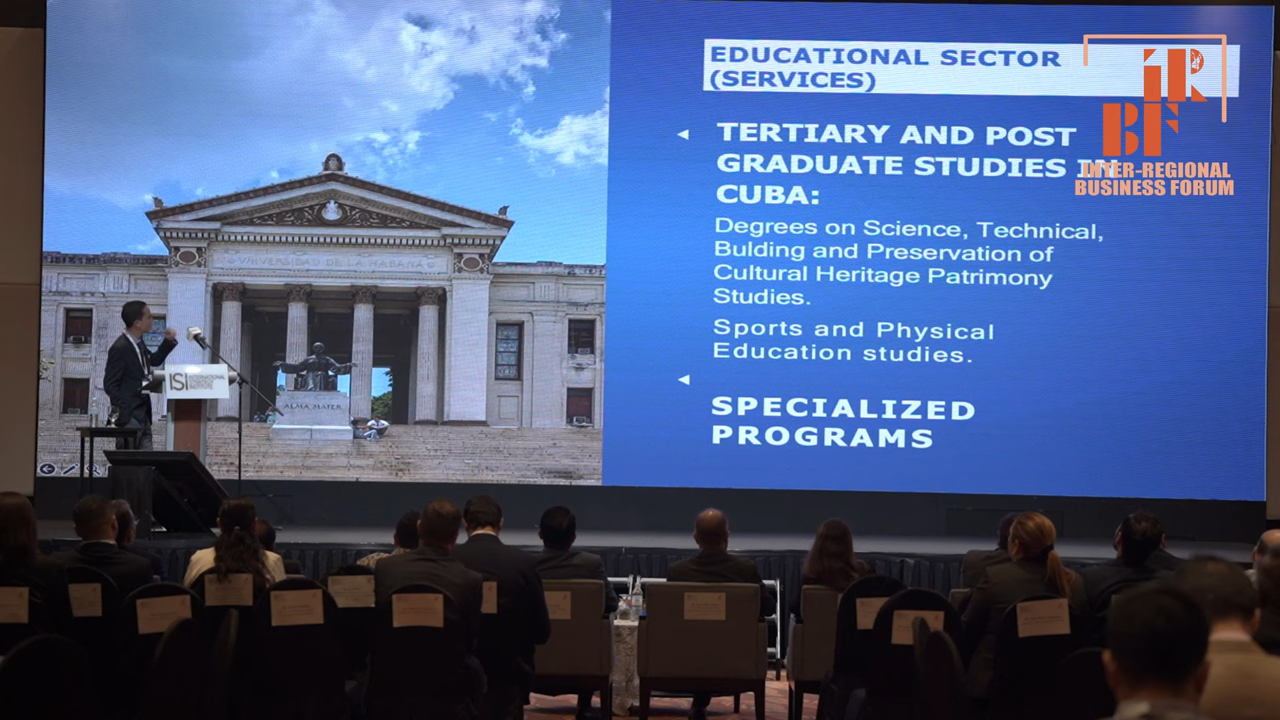 EDUCATIONAL SECTOR
(SERVICES)
TERTIARY AND POST
GRADUATE STUDIES IN
CUBA:
Degrees on Science, Technical,
Bulding and Preservation of
Cultural Heritage Patrimony
Studies.
Sports and Physical
Education studies.
SPECIALIZED
PROGRAMS
IR
BF
INTER-REGIONAL
BUSINESS FORUM
UNIVERSIDAD DE LA HABANA
ALMA MATER
ISI